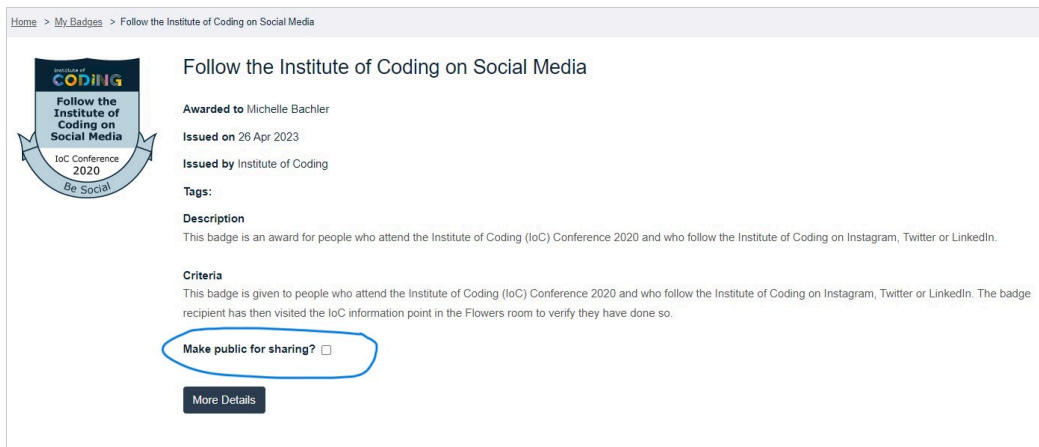 Home > My Badges > Follow the Institute of Coding on Social Media
Institute of
CODING
Follow the
Institute of
Coding on
Social Media
IoC Conference
2020
Be Social
Follow the Institute of Coding on Social Media
Awarded to Michelle Bachler
Issued on 26 Apr 2023
Issued by Institute of Coding
Tags:
Description
This badge is an award for people who attend the Institute of Coding (IoC) Conference 2020 and who follow the Institute of Coding on Instagram, Twitter or LinkedIn.
Criteria
This badge is given to people who attend the Institute of Coding (IoC) Conference 2020 and who follow the Institute of Coding on Instagram, Twitter or LinkedIn. The badge
recipient has then visited the IoC information point in the Flowers room to verify they have done so.
Make public for sharing?
More Details